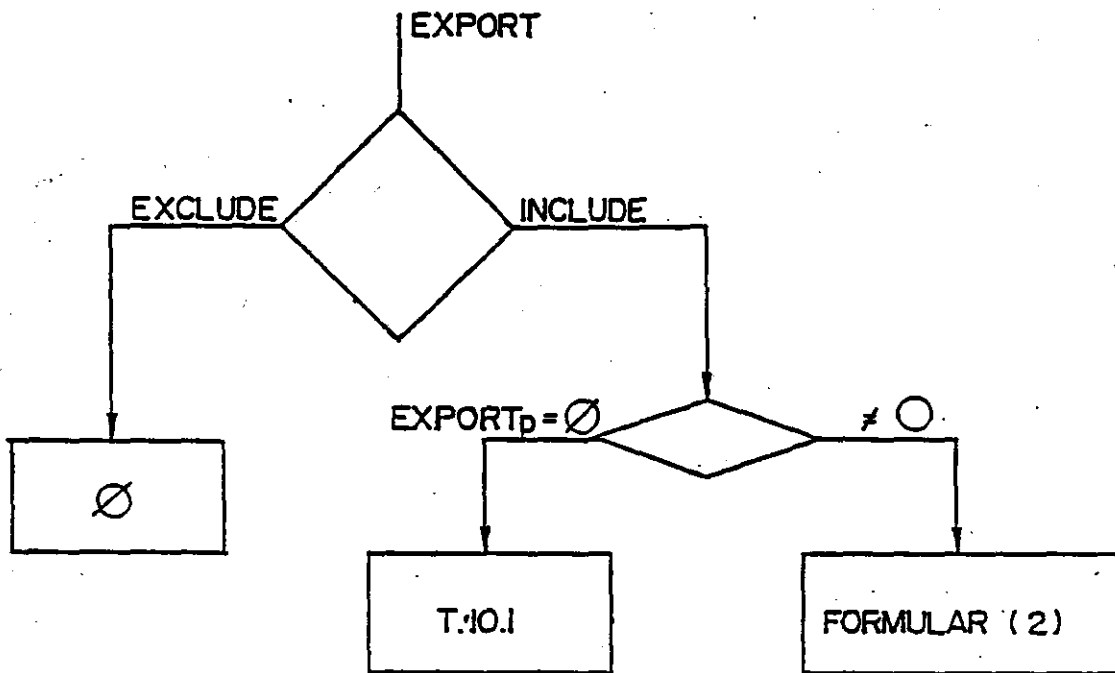 EXPORT
EXCLUDE
INCLUDE
EXPORTp = Ø
≠ O
Ø
T.10.1
FORMULAR (2)